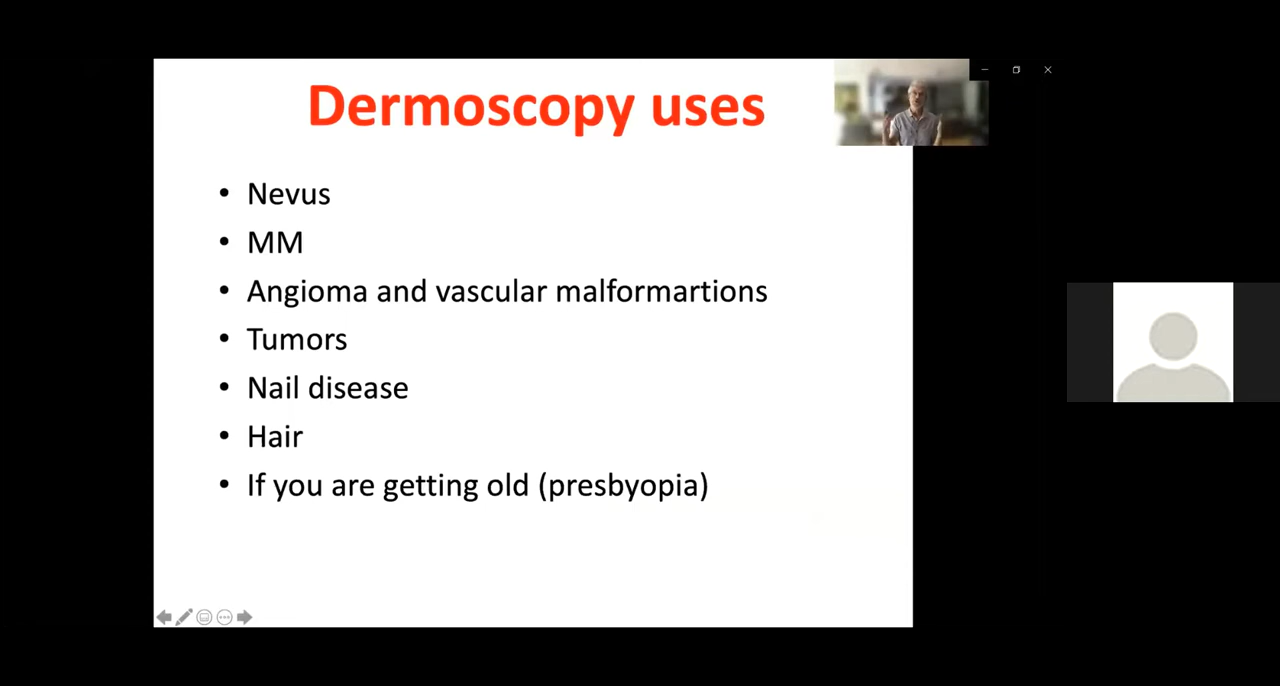 Dermoscopy uses
• Nevus
• MM
• Angioma and vascular malformartions
• Tumors
• Nail disease
• Hair
• If you are getting old (presbyopia)